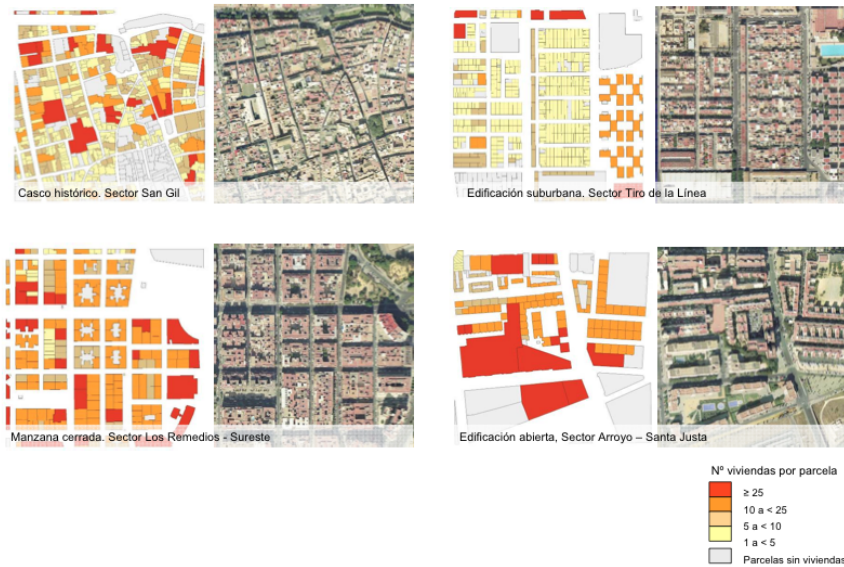 Casco histórico. Sector San Gil
Edificación suburbana. Sector Tiro de la Línea
Manzana cerrada. Sector Los Remedios - Sureste
Edificación abierta, Sector Arroyo – Santa Justa
Nº viviendas por parcela
≥ 25
10 a < 25
5 a < 10
1 a < 5
Parcelas sin viviendas